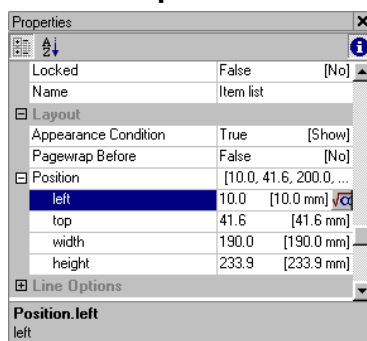 Properties
Locked False [No]
Name Item list
Layout
Appearance Condition True [Show]
Pagewrap Before False [No]
Position [10.0, 41.6, 200.0, ...
left 10.0 [10.0 mm] √α
top 41.6 [41.6 mm]
width 190.0 [190.0 mm]
height 233.9 [233.9 mm]
Line Options
Position.left
left